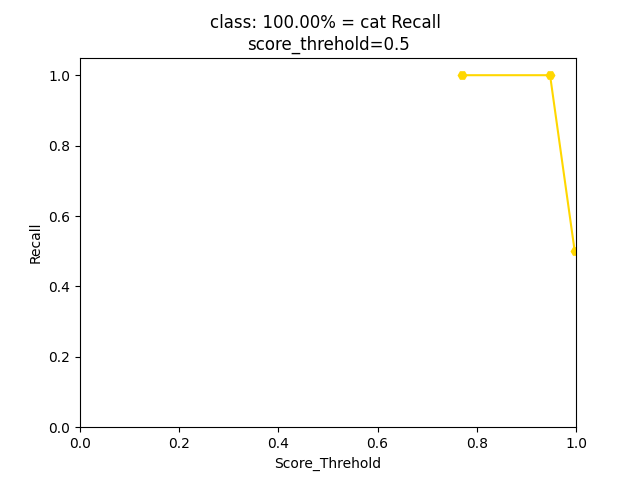 class: 100.00% = cat Recall
score_threhold=0.5
1.0
0.8
0.6
0.4
0.2
0.0
Recall
0.0 0.2 0.4 0.6 0.8 1.0
Score_Threhold